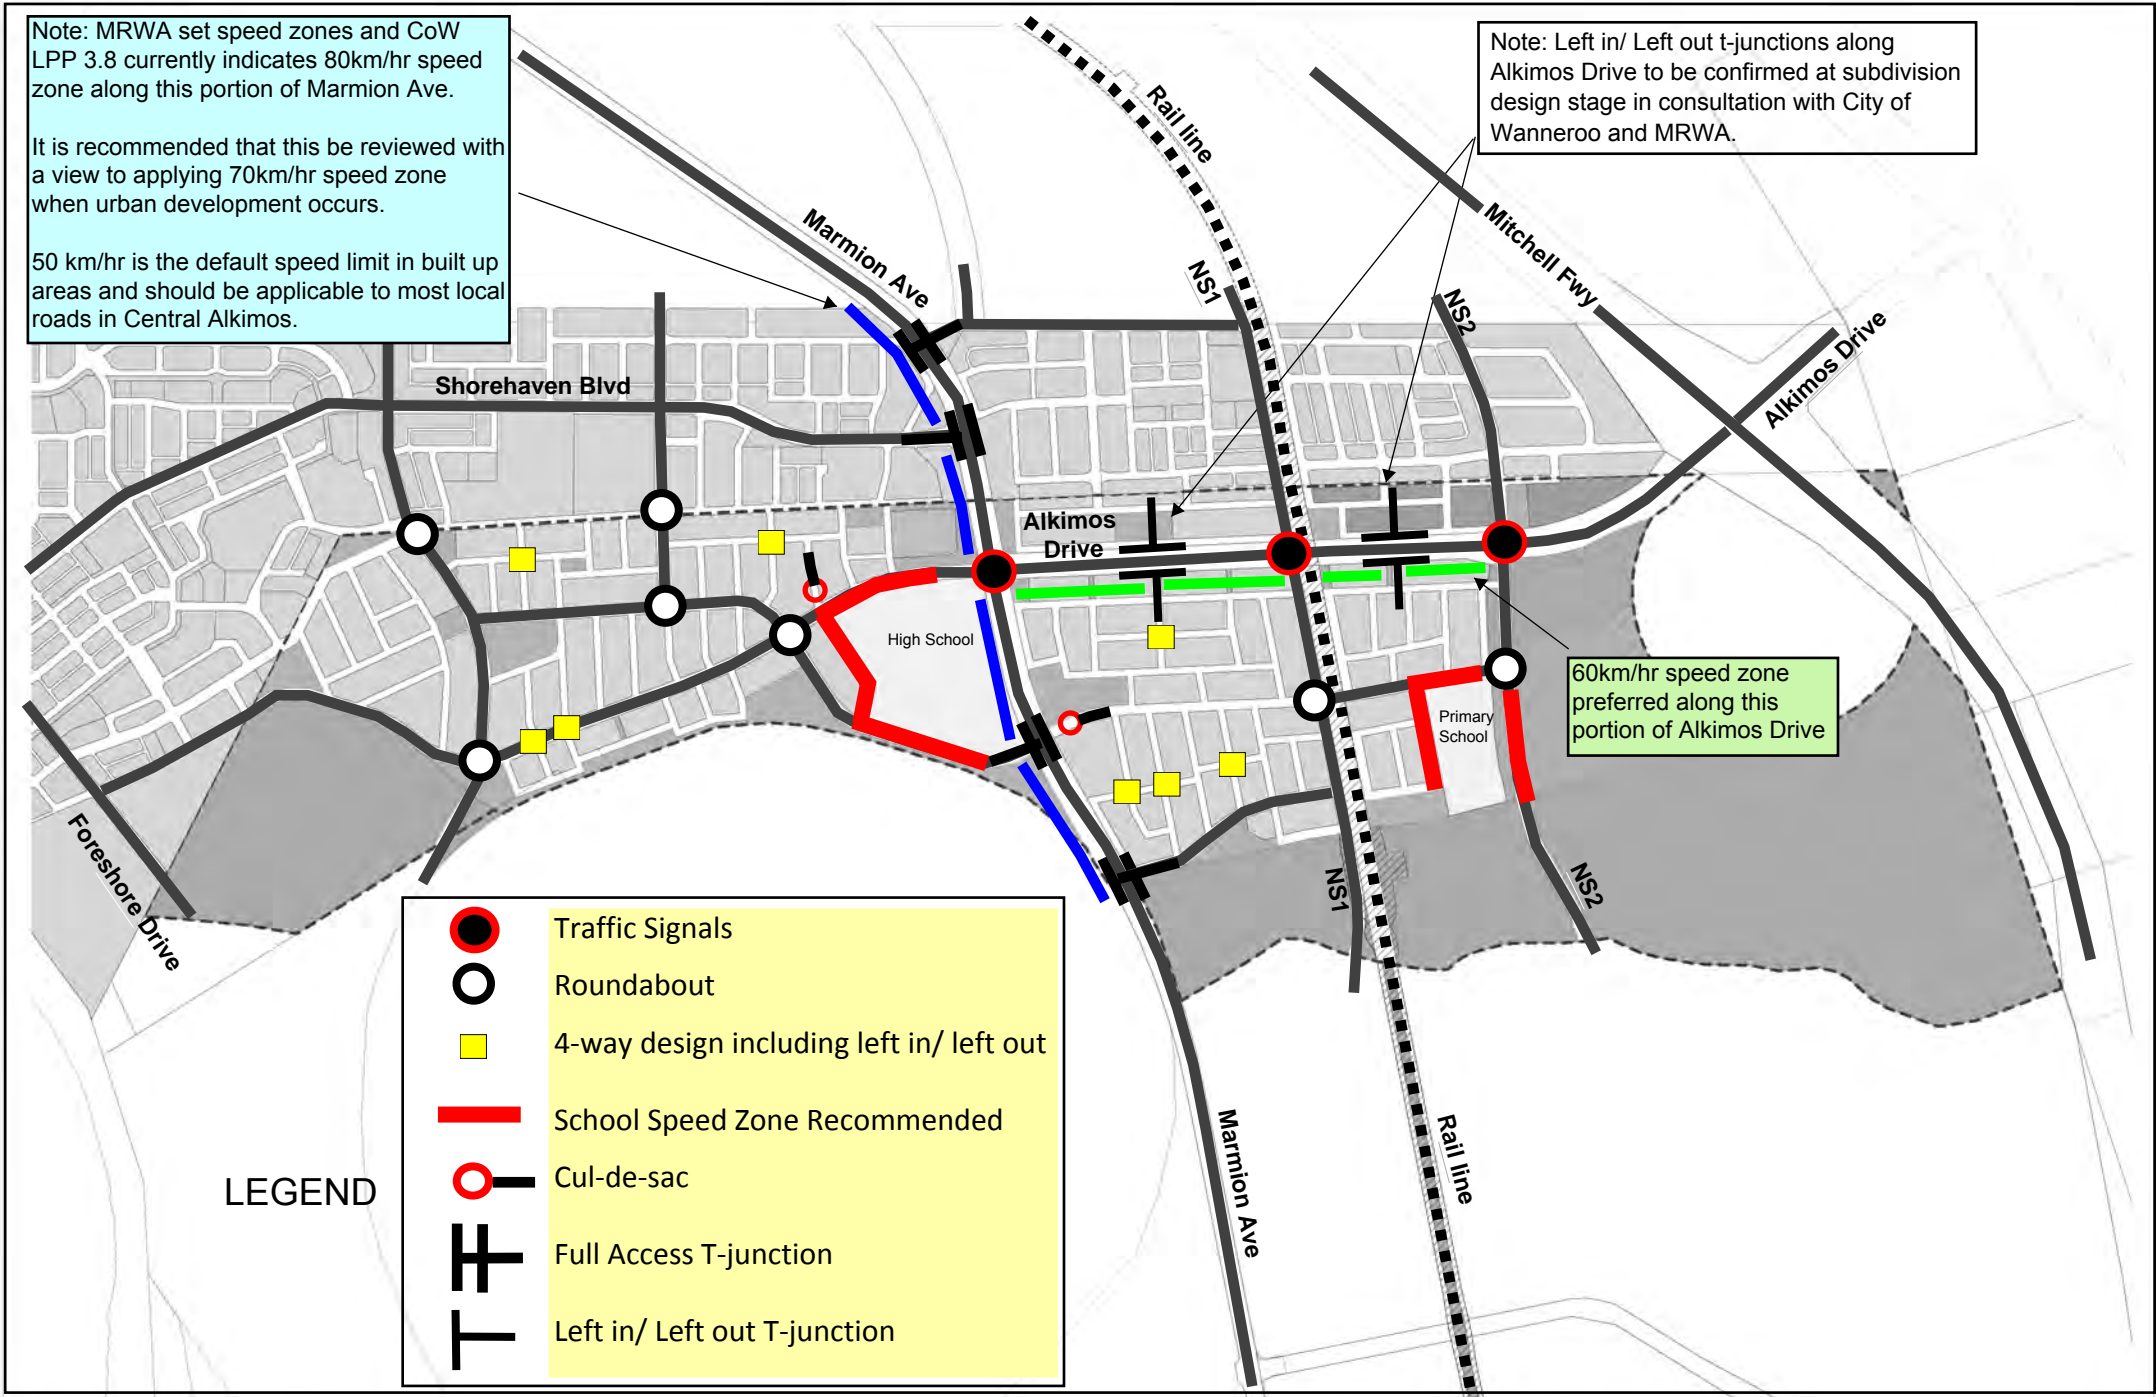 Note: MRWA set speed zones and CoW
LPP 3.8 currently indicates 80km/hr speed
zone along this portion of Marmion Ave.
It is recommended that this be reviewed with
a view to applying 70km/hr speed zone
when urban development occurs.
50 km/hr is the default speed limit in built up
areas and should be applicable to most local
roads in Central Alkimos.
Note: Left in/ Left out t-junctions along
Alkimos Drive to be confirmed at subdivision
design stage in consultation with City of
Wanneroo and MRWA.
Rail line
Marmion Ave
NS1
Mitchell Fwy
NS2
Alkimos Drive
Shorehaven Blvd
Alkimos
Drive
High School
60km/hr speed zone
preferred along this
portion of Alkimos Drive
Primary
School
Foreshore Drive
NS1
NS2
Marmion Ave
Rail line
LEGEND
Traffic Signals
Roundabout
4-way design including left in/ left out
School Speed Zone Recommended
Cul-de-sac
Full Access T-junction
Left in/ Left out T-junction